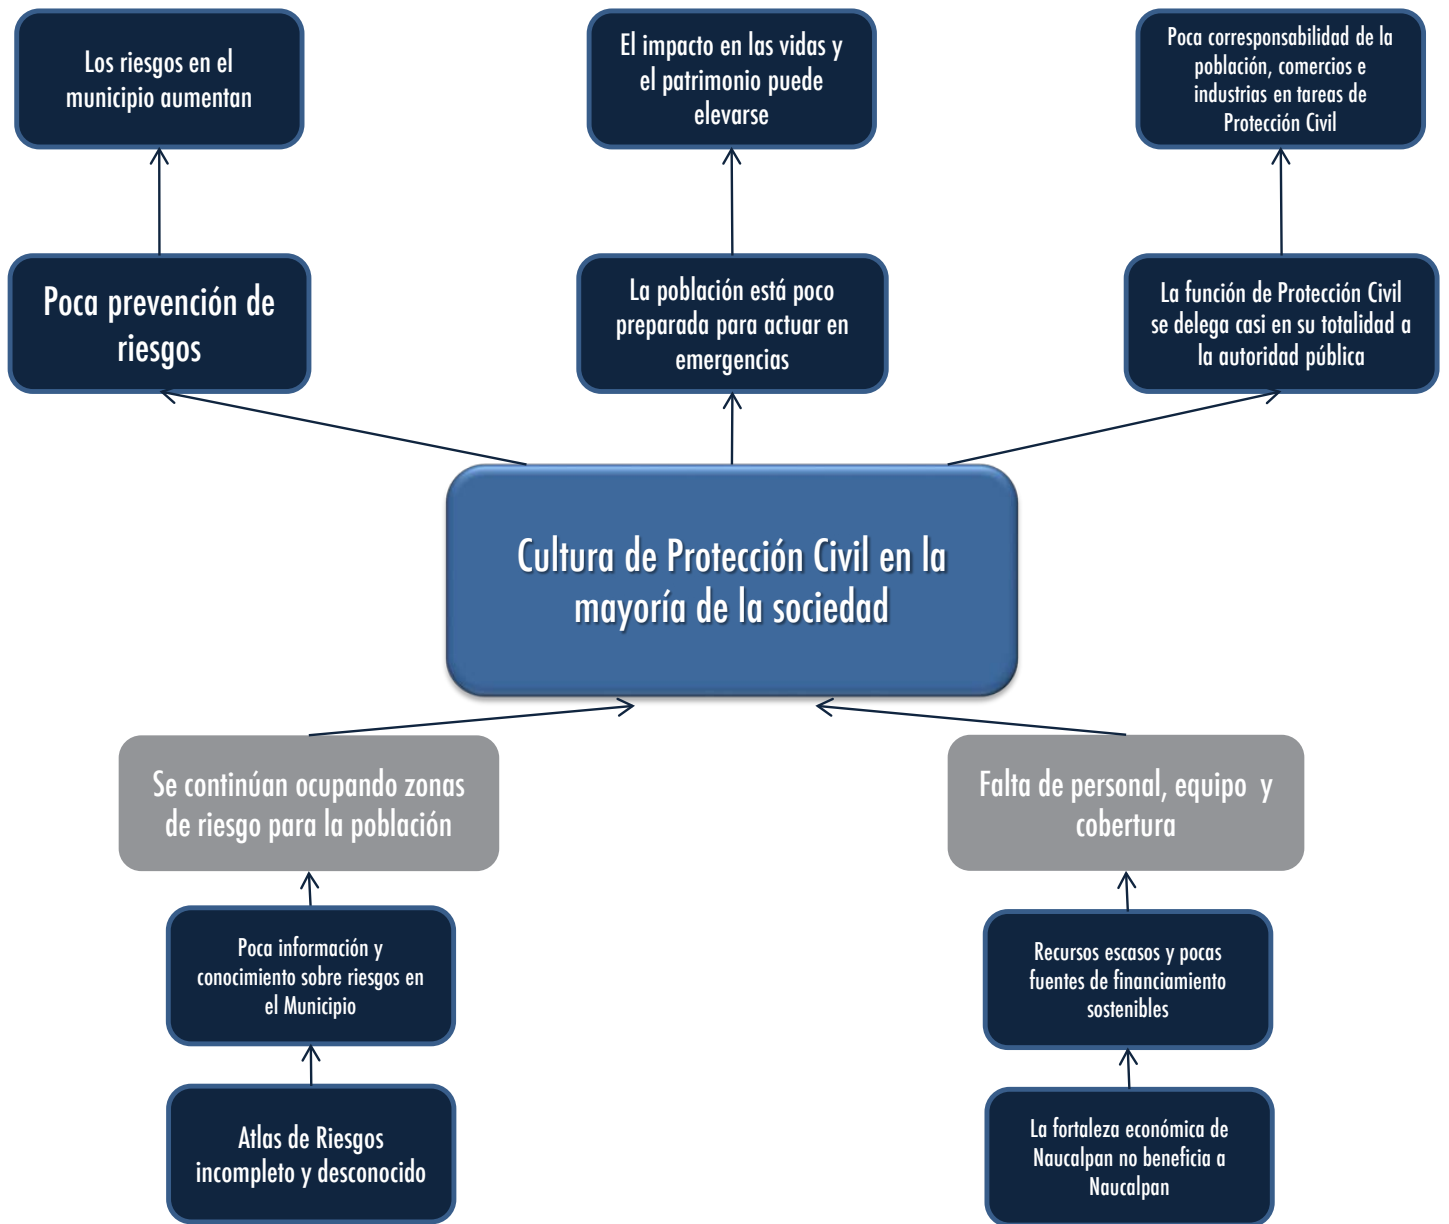 Los riesgos en el
municipio aumentan
El impacto en las vidas y
el patrimonio puede
elevarse
Poca corresponsabilidad de la
población, comercios e
industrias en tareas de
Protección Civil
Poca prevención de
riesgos
La población está poco
preparada para actuar en
emergencias
La función de Protección Civil
se delega casi en su totalidad a
la autoridad pública
Cultura de Protección Civil en la
mayoría de la sociedad
Se continúan ocupando zonas
de riesgo para la población
Falta de personal, equipo y
cobertura
Poca información y
conocimiento sobre riesgos en
el Municipio
Recursos escasos y pocas
fuentes de financiamiento
sostenibles
Atlas de Riesgos
incompleto y desconocido
La fortaleza económica de
Naucalpan no beneficia a
Naucalpan